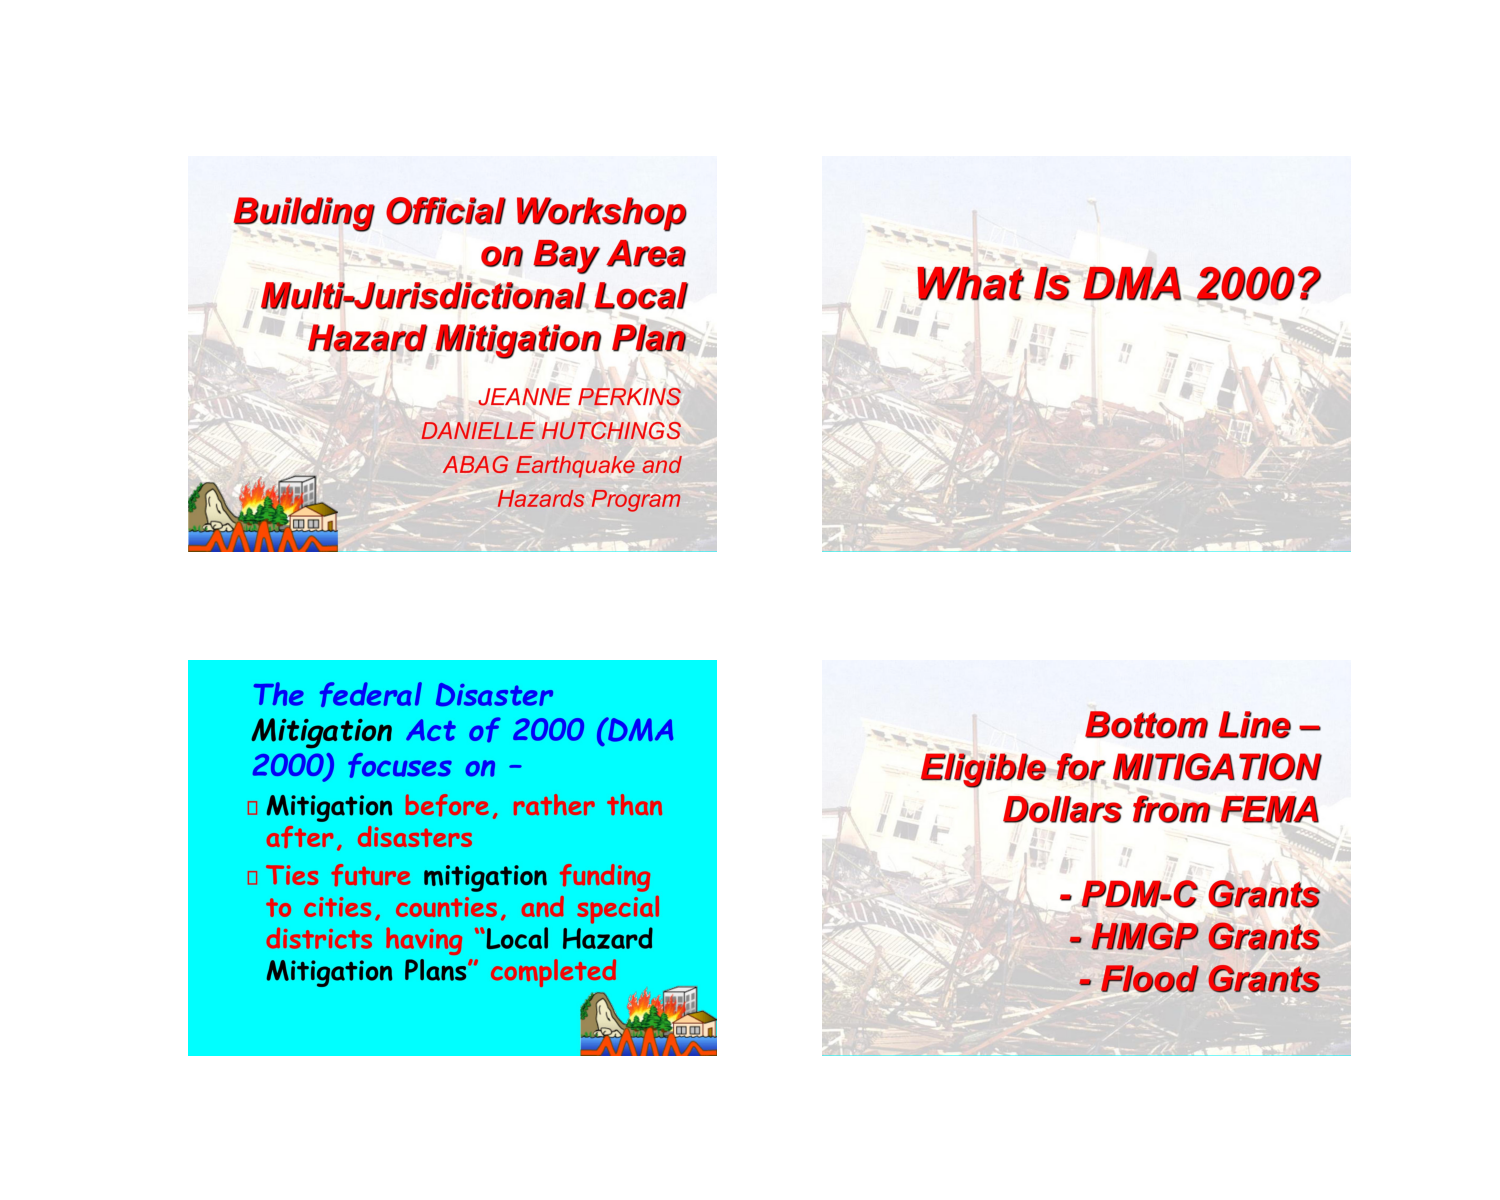 Building Official Workshop
on Bay Area
Multi-Jurisdictional Local
Hazard Mitigation Plan
JEANNE PERKINS
DANIELLE HUTCHINGS
ABAG Earthquake and
Hazards Program
What Is DMA 2000?
The federal Disaster
Mitigation Act of 2000 (DMA
2000) focuses on –
Mitigation before, rather than
after, disasters
Ties future mitigation funding
to cities, counties, and special
districts having “Local Hazard
Mitigation Plans” completed
Bottom Line –
Eligible for MITIGATION
Dollars from FEMA
- PDM-C Grants
- HMGP Grants
- Flood Grants